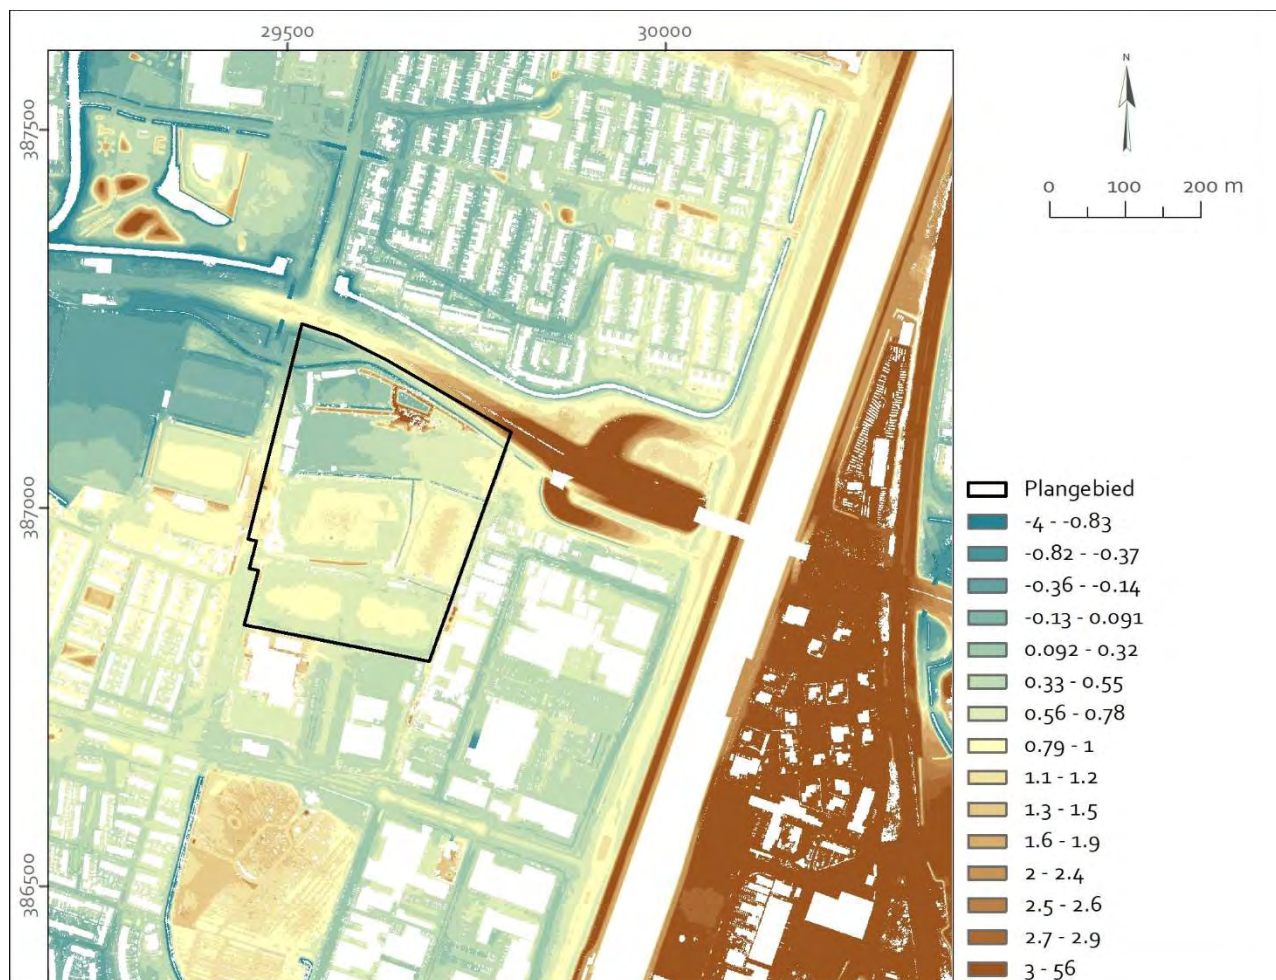 29500 30000
387500
387000
386500
N
0 100 200 m
Plangebied
-4 - -0.83
-0.82 - -0.37
-0.36 - -0.14
-0.13 - 0.091
0.092 - 0.32
0.33 - 0.55
0.56 - 0.78
0.79 - 1
1.1 - 1.2
1.3 - 1.5
1.6 - 1.9
2 - 2.4
2.5 - 2.6
2.7 - 2.9
3 - 56